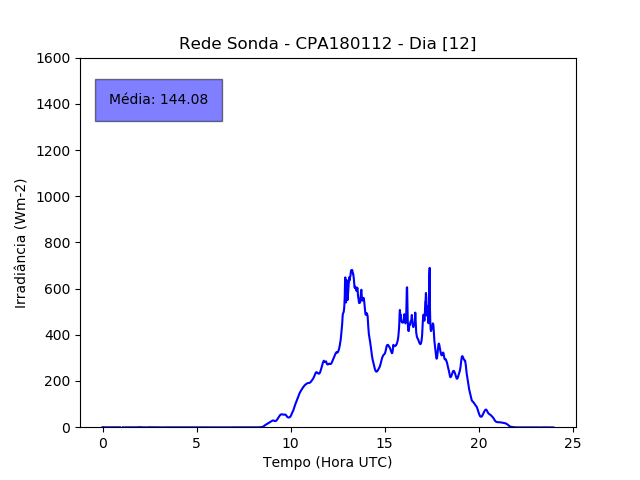 Rede Sonda - CPA180112 - Dia [12]
1600
1400
1200
1000
800
600
400
200
0
Média: 144.08
Irradiância (Wm-2)
0 5 10 15 20 25
Tempo (Hora UTC)